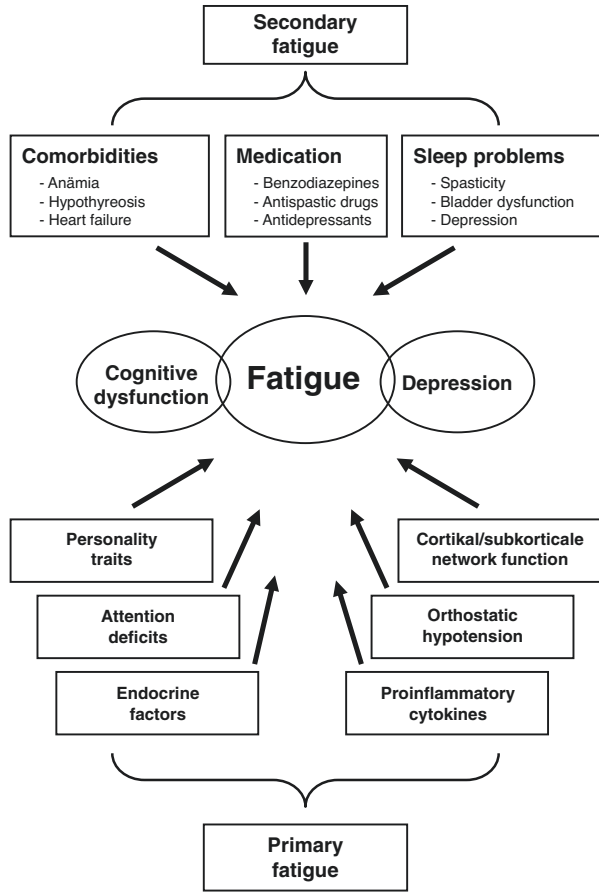 Secondary
fatigue
Comorbidities
- Anämia
- Hypothyreosis
- Heart failure
Medication
- Benzodiazepines
- Antispastic drugs
- Antidepressants
Sleep problems
- Spasticity
- Bladder dysfunction
- Depression
Cognitive
dysfunction
Fatigue
Depression
Personality
traits
Cortikal/subkorticale
network function
Attention
deficits
Orthostatic
hypotension
Endocrine
factors
Proinflammatory
cytokines
Primary
fatigue